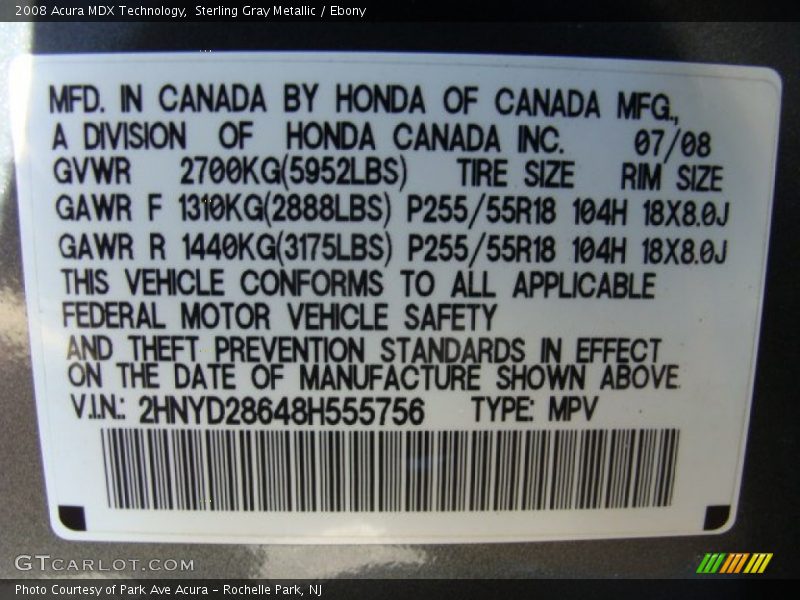 2008 Acura MDX Technology, Sterling Gray Metallic / Ebony
MFD. IN CANADA BY HONDA OF CANADA MFG.,
A DIVISION OF HONDA CANADA INC. 07/08
GVWR 2700KG(5952LBS) TIRE SIZE RIM SIZE
GAWR F 1310KG(2888LBS) P255/55R18 104H 18X8.0J
GAWR R 1440KG(3175LBS) P255/55R18 104H 18X8.0J
THIS VEHICLE CONFORMS TO ALL APPLICABLE
FEDERAL MOTOR VEHICLE SAFETY
AND THEFT PREVENTION STANDARDS IN EFFECT
ON THE DATE OF MANUFACTURE SHOWN ABOVE.
V.I.N.: 2HNYD28648H555756 TYPE: MPV
GTCARLOT.COM
Photo Courtesy of Park Ave Acura - Rochelle Park, NJ